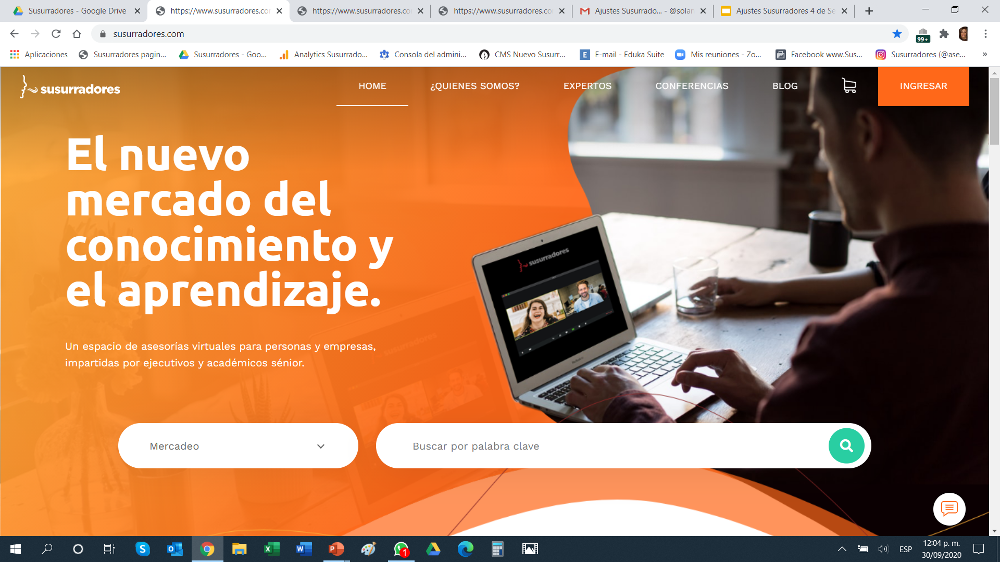 Susurradores - Google Drive
https://www.susurradores.co
https://www.susurradores.co
https://www.susurradores.co
Ajustes Susurrado... - @solan
Ajustes Susurradores 4 de Se
susurradores.com
99+
Aplicaciones
Susurradores pagin...
Susurradores - Goo...
Analytics Susurrado...
Consola del admini...
CMS Nuevo Susurr...
E
E-mail - Eduka Suite
Mis reuniones - Zo...
Facebook www.Sus...
Susurradores (@ase...
»
susurradores
HOME
¿QUIENES SOMOS?
EXPERTOS
CONFERENCIAS
BLOG
INGRESAR
El nuevo
mercado del
conocimiento y
el aprendizaje.
susurradores
Un espacio de asesorías virtuales para personas y empresas,
impartidas por ejecutivos y académicos sénior.
Mercadeo
Buscar por palabra clave
1
ESP
12:04 p. m.
30/09/2020